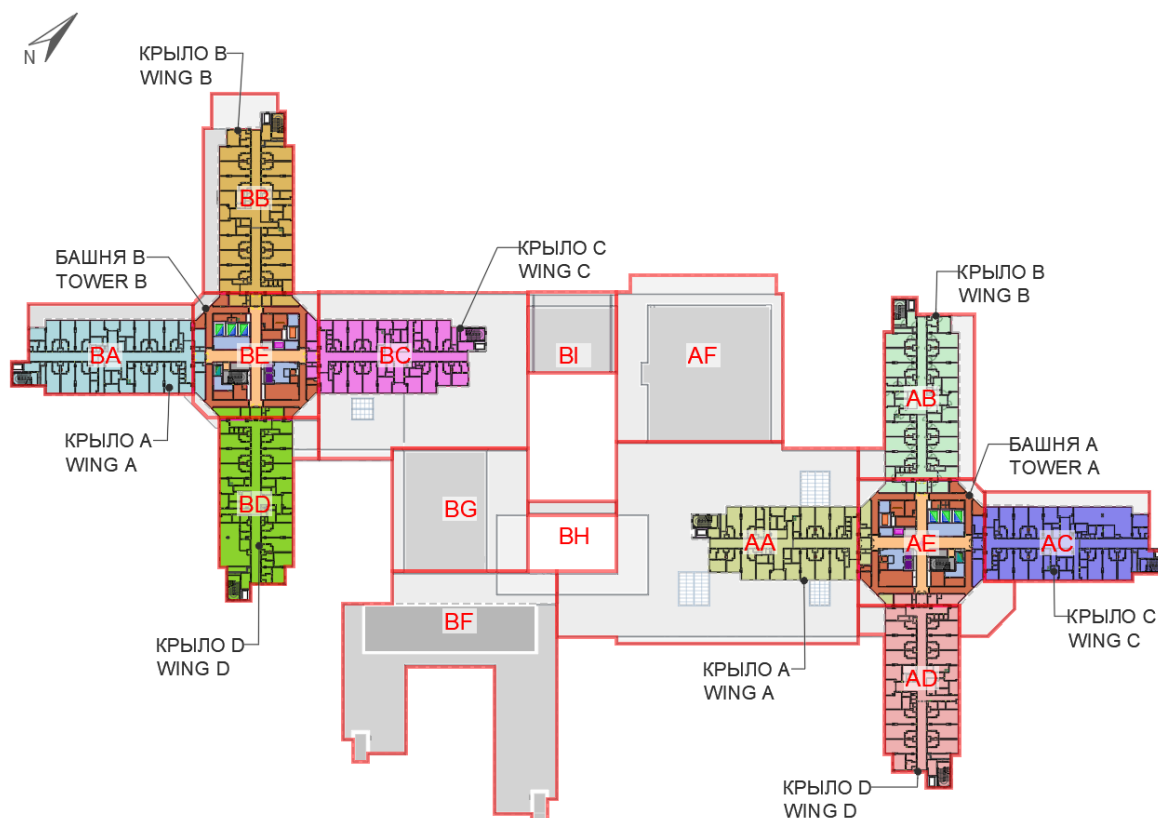 N
КРЫЛО B
WING B
BB
БАШНЯ B
TOWER B
КРЫЛО C
WING C
КРЫЛО B
WING B
BA
BE
BC
BI
AF
AB
КРЫЛО A
WING A
БАШНЯ A
TOWER A
BD
BG
BH
AA
AE
AC
BF
КРЫЛО D
WING D
КРЫЛО A
WING A
КРЫЛО C
WING C
AD
КРЫЛО D
WING D